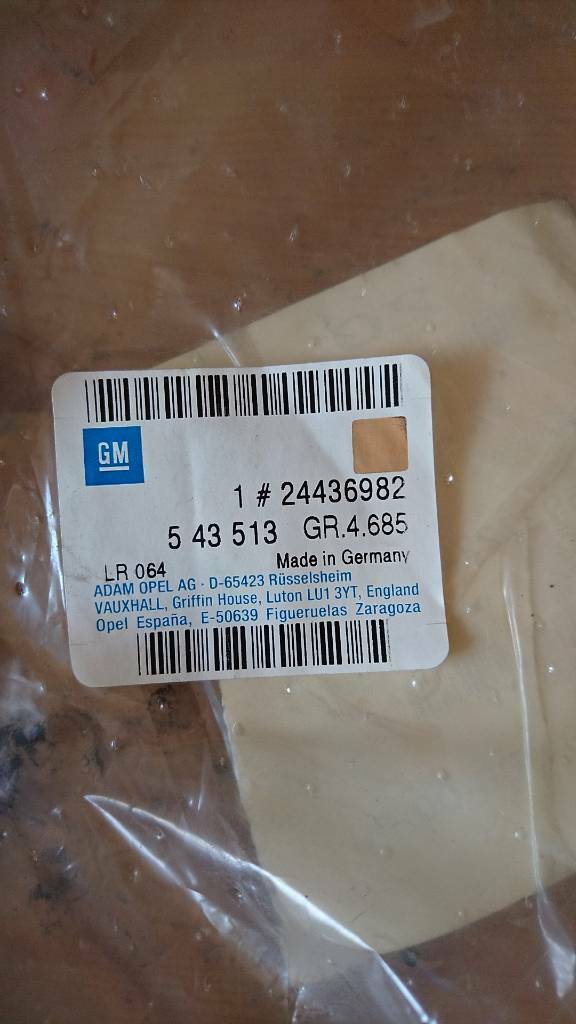 GM
1 # 24436982
5 43 513 GR.4.685
LR 064 Made in Germany
ADAM OPEL AG · D-65423 Rüsselsheim
VAUXHALL, Griffin House, Luton LU1 3YT, England
Opel España, E-50639 Figueruelas Zaragoza